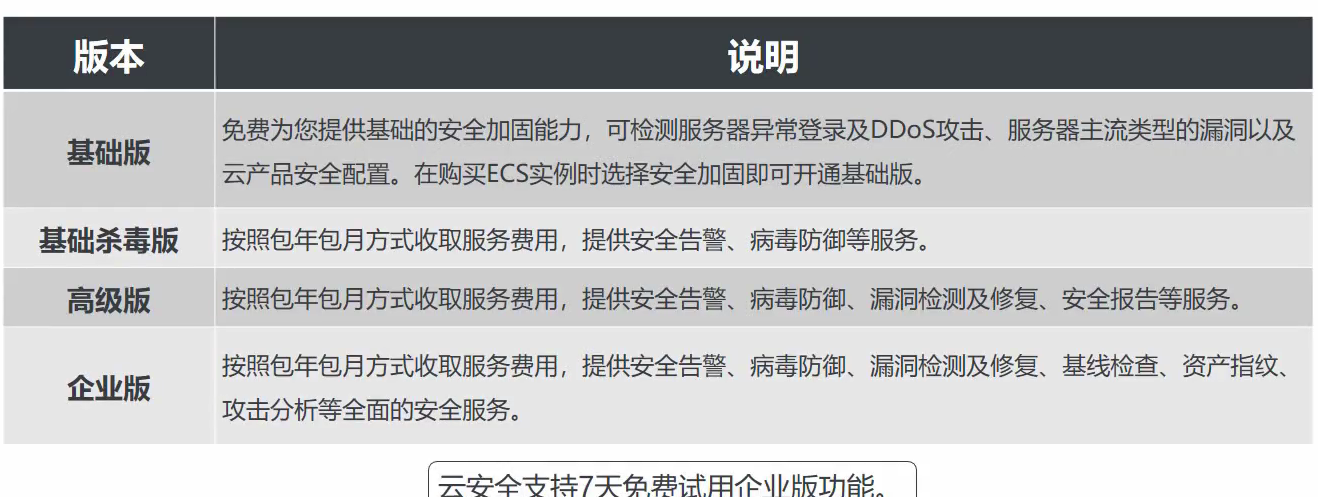 版本 说明
基础版
免费为您提供基础的安全加固能力，可检测服务器异常登录及DDoS攻击、服务器主流类型的漏洞以及
云产品安全配置。在购买ECS实例时选择安全加固即可开通基础版。
基础杀毒版 按照包年包月方式收取服务费用，提供安全告警、病毒防御等服务。
高级版 按照包年包月方式收取服务费用，提供安全告警、病毒防御、漏洞检测及修复、安全报告等服务。
企业版
按照包年包月方式收取服务费用，提供安全告警、病毒防御、漏洞检测及修复、基线检查、资产指纹、
攻击分析等全面的安全服务。
云安全支持7天免费试用企业版功能。